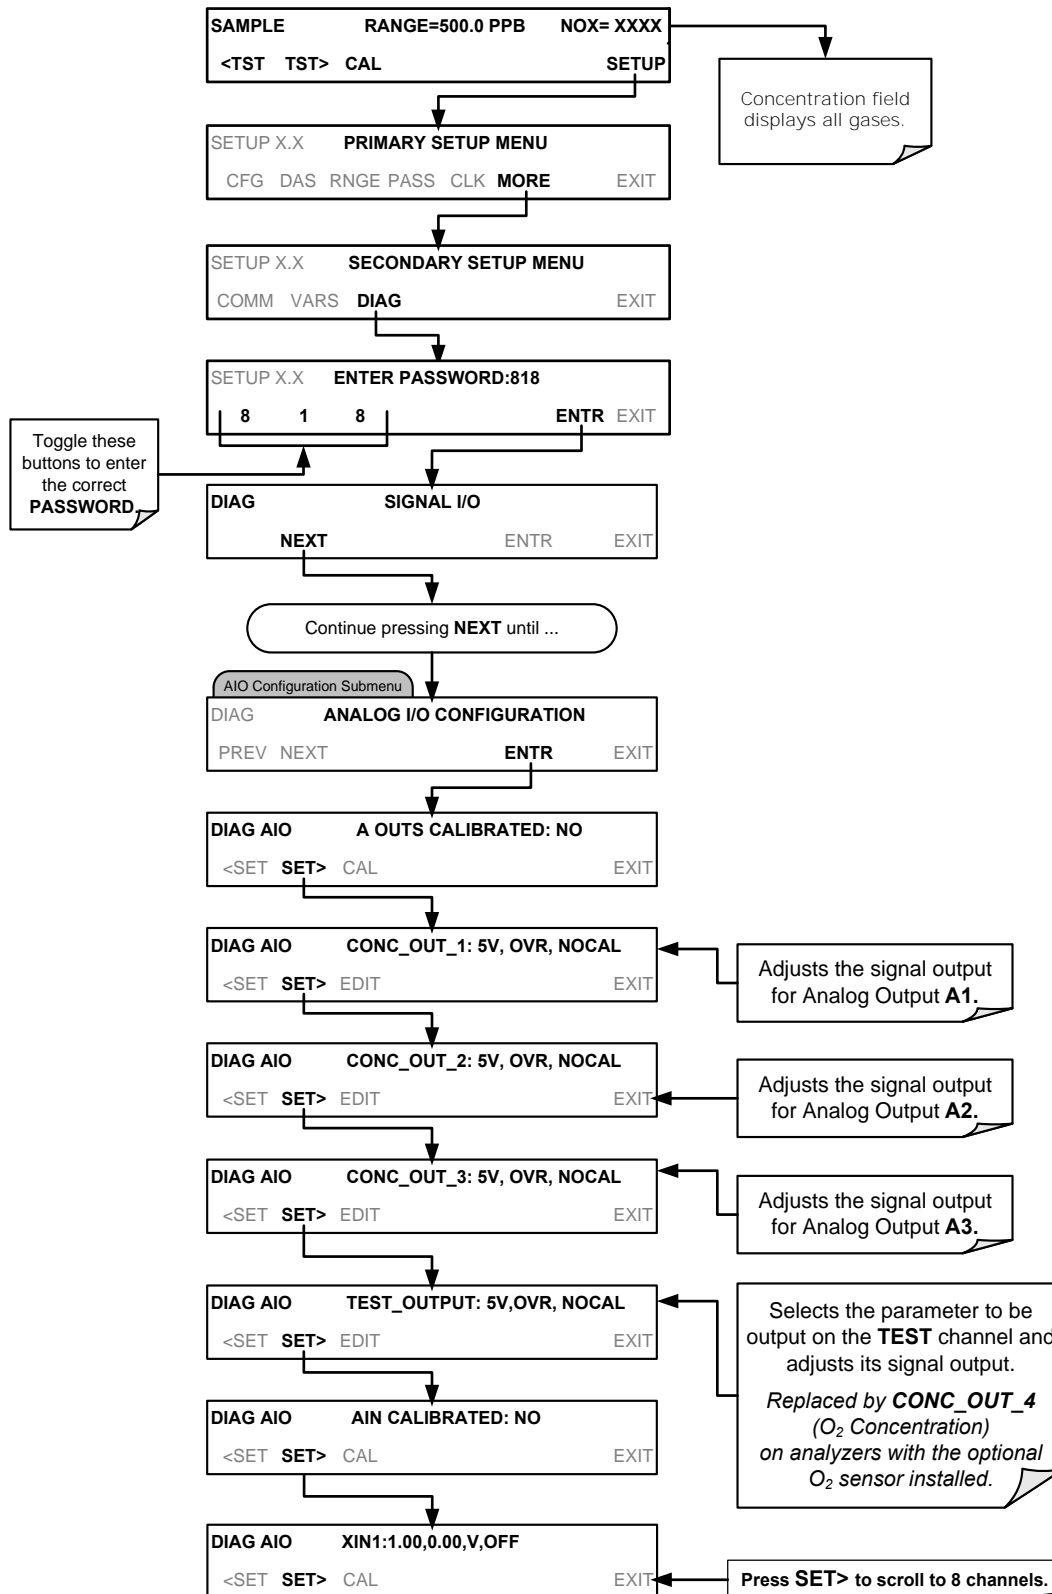 SAMPLE RANGE=500.0 PPB NOX= XXXX
<TST TST> CAL SETUP
Concentration field
displays all gases.
SETUP X.X PRIMARY SETUP MENU
CFG DAS RNGE PASS CLK MORE EXIT
SETUP X.X SECONDARY SETUP MENU
COMM VARS DIAG EXIT
SETUP X.X ENTER PASSWORD:818
8 1 8 ENTR EXIT
Toggle these
buttons to enter
the correct
PASSWORD.
DIAG SIGNAL I/O
NEXT ENTR EXIT
Continue pressing NEXT until ...
AIO Configuration Submenu
DIAG ANALOG I/O CONFIGURATION
PREV NEXT ENTR EXIT
DIAG AIO A OUTS CALIBRATED: NO
<SET SET> CAL EXIT
DIAG AIO CONC_OUT_1: 5V, OVR, NOCAL
<SET SET> EDIT EXIT
Adjusts the signal output
for Analog Output A1.
DIAG AIO CONC_OUT_2: 5V, OVR, NOCAL
<SET SET> EDIT EXIT
Adjusts the signal output
for Analog Output A2.
DIAG AIO CONC_OUT_3: 5V, OVR, NOCAL
<SET SET> EDIT EXIT
Adjusts the signal output
for Analog Output A3.
DIAG AIO TEST_OUTPUT: 5V,OVR, NOCAL
<SET SET> EDIT EXIT
Selects the parameter to be
output on the TEST channel and
adjusts its signal output.
Replaced by CONC_OUT_4
(O₂ Concentration)
on analyzers with the optional
O₂ sensor installed.
DIAG AIO AIN CALIBRATED: NO
<SET SET> CAL EXIT
DIAG AIO XIN1:1.00,0.00,V,OFF
<SET SET> CAL EXIT
Press SET> to scroll to 8 channels.